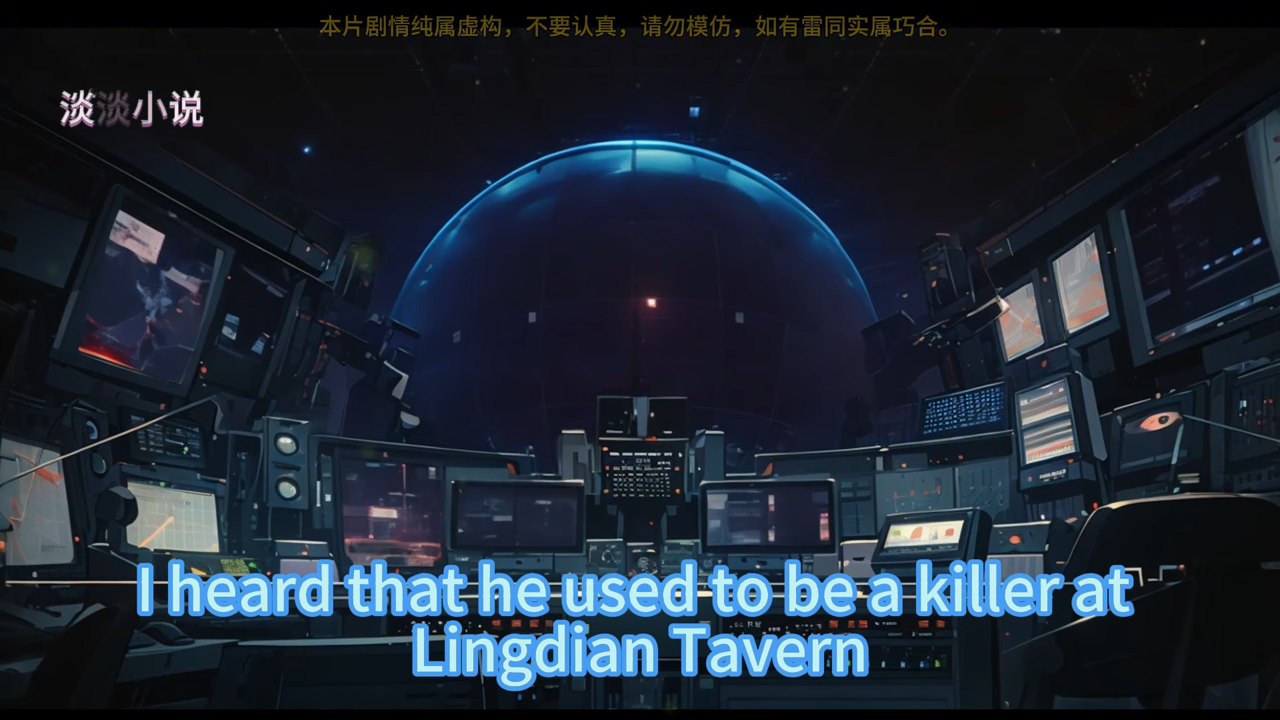 本片剧情纯属虚构，不要认真，请勿模仿，如有雷同实属巧合。
淡淡小说
I heard that he used to be a killer at
Lingdian Tavern